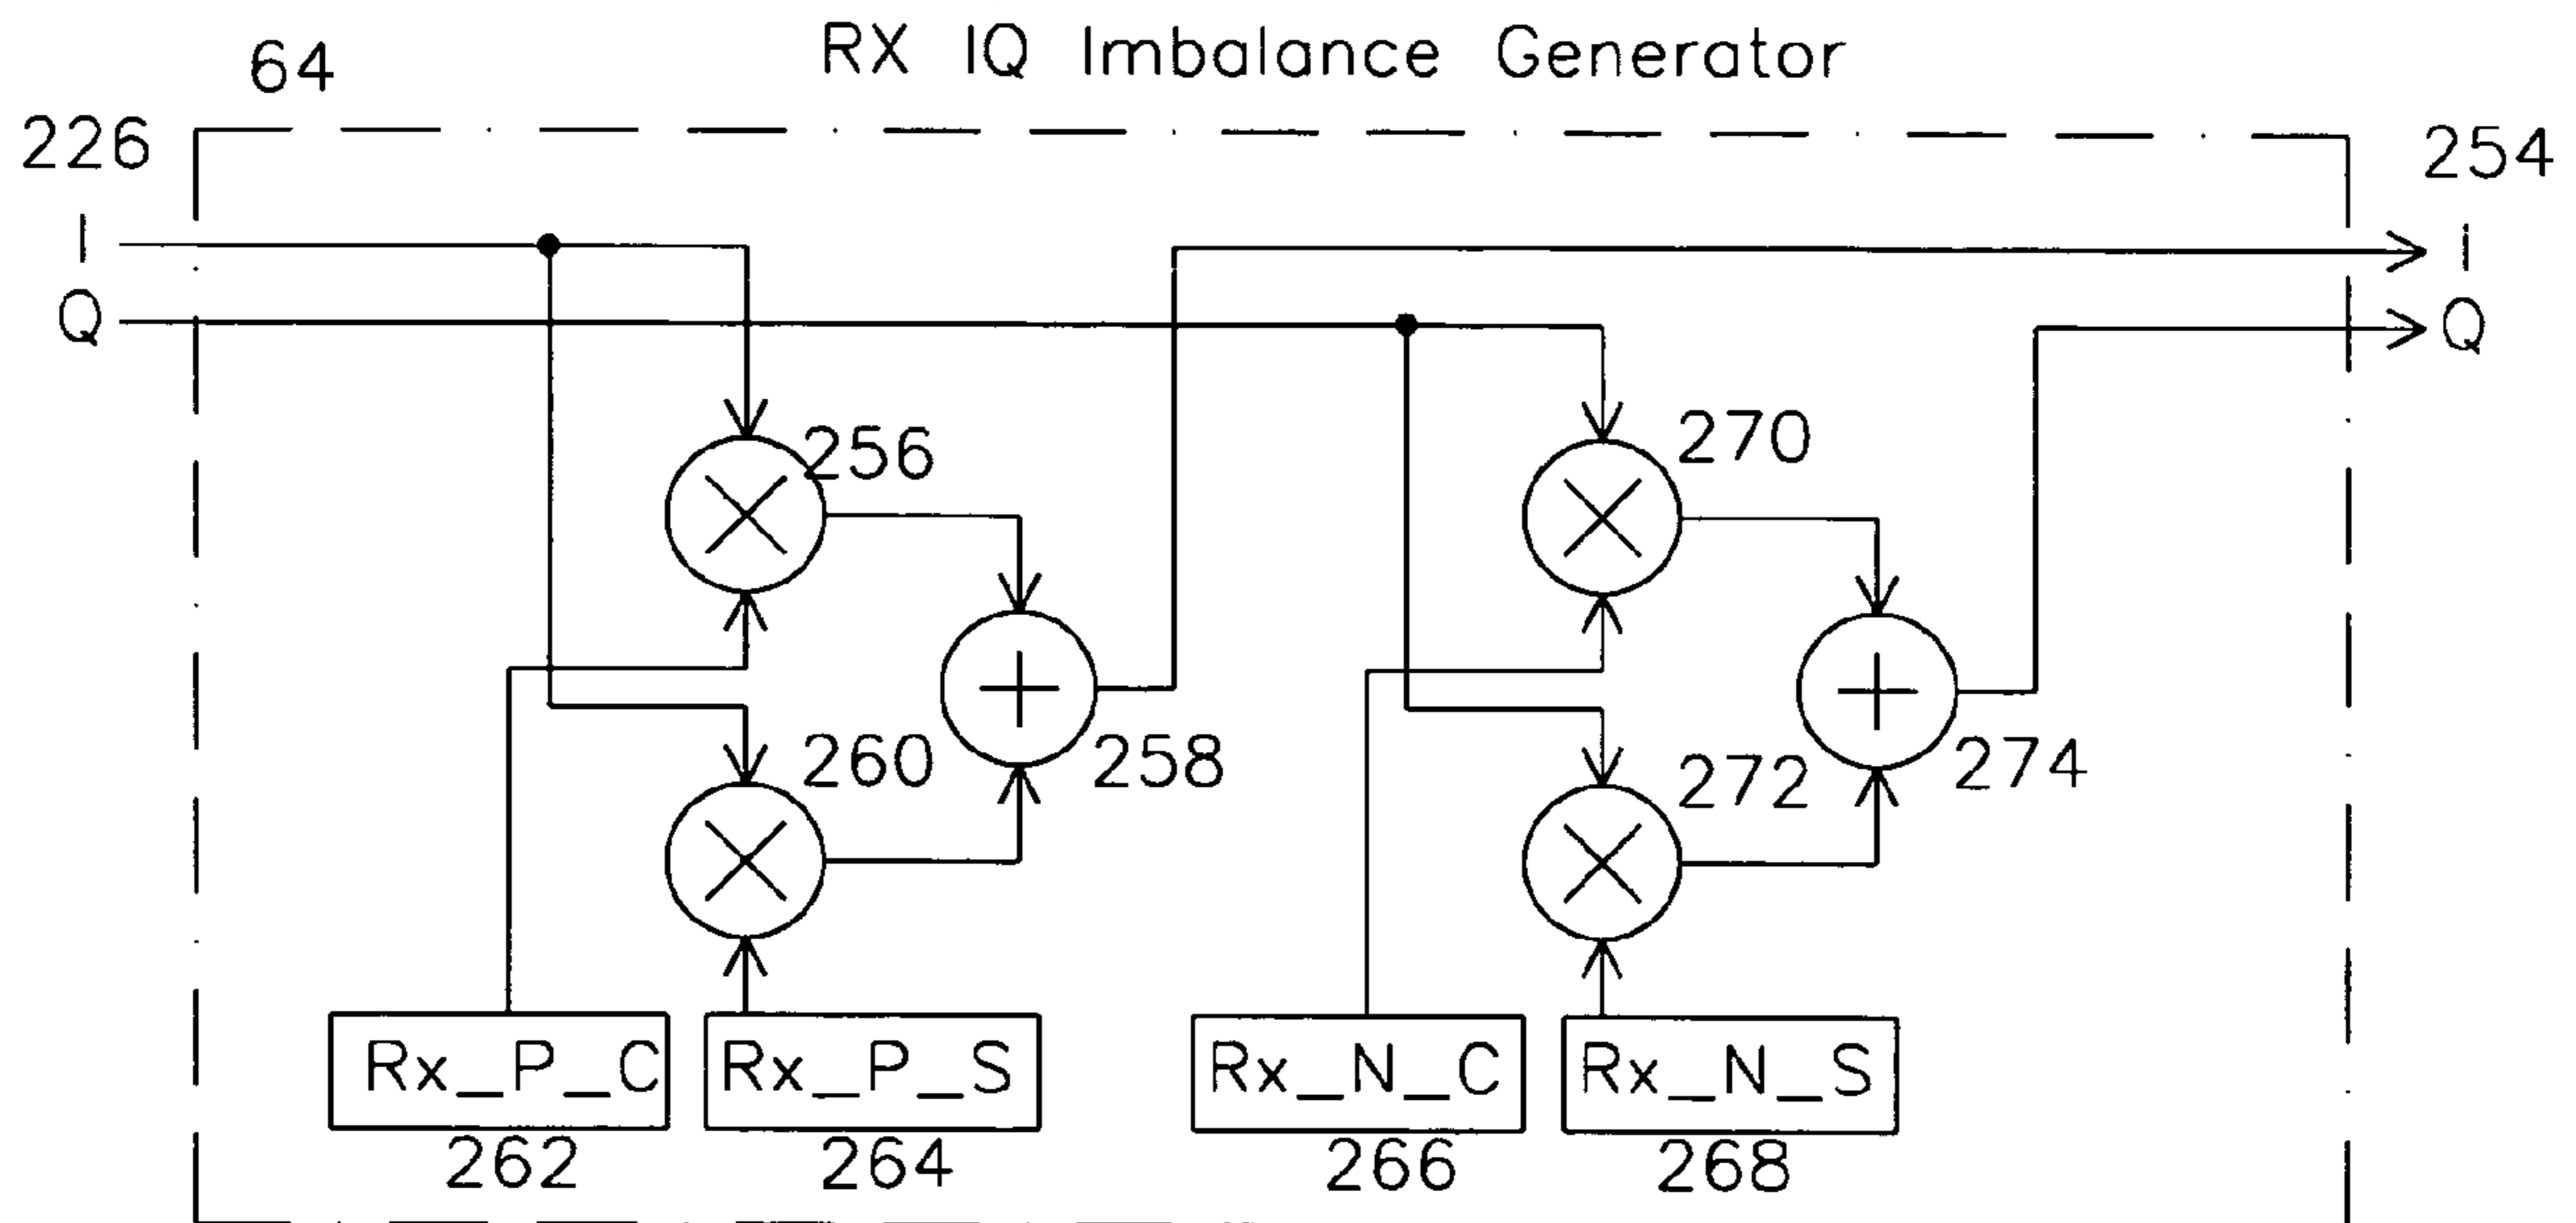 RX IQ Imbalance Generator
64
226
254
I
I
Q
Q
256
270
260
258
272
274
Rx_P_C
Rx_P_S
Rx_N_C
Rx_N_S
262
264
266
268